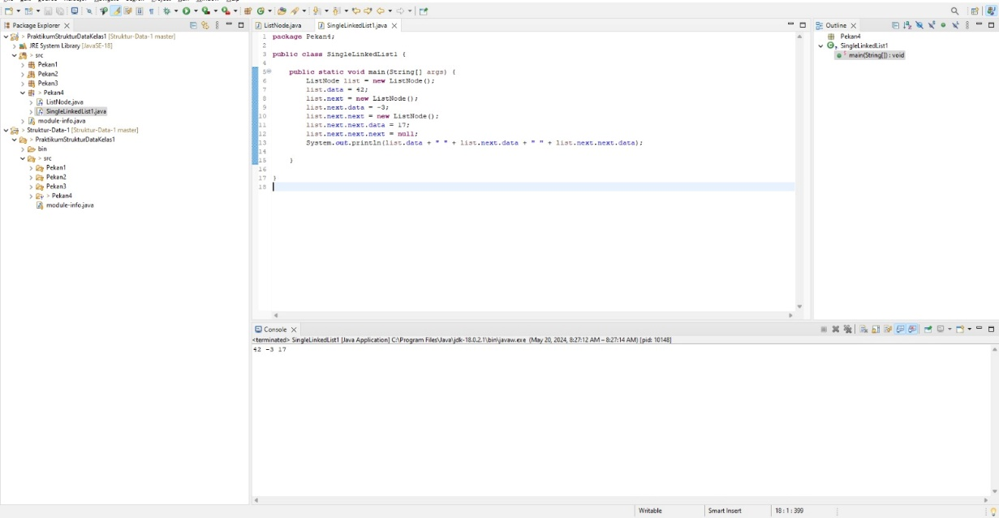 Package Explorer
> PraktikumStrukturDataKelas1 [Struktur-Data-1 master]
JRE System Library [JavaSE-18]
> src
Pekan1
Pekan2
Pekan3
> Pekan4
ListNode.java
SingleLinkedList1.java
module-info.java
> Struktur-Data-1 [Struktur-Data-1 master]
> PraktikumStrukturDataKelas1
bin
> src
Pekan1
Pekan2
Pekan3
> Pekan4
module-info.java
ListNode.java
SingleLinkedList1.java
1 package Pekan4;
2
3 public class SingleLinkedList1 {
4
5 public static void main(String[] args) {
6 ListNode list = new ListNode();
7 list.data = 42;
8 list.next = new ListNode();
9 list.next.data = -3;
10 list.next.next = new ListNode();
11 list.next.next.data = 17;
12 list.next.next.next = null;
13 System.out.println(list.data + " " + list.next.data + " " + list.next.next.data);
14
15 }
16
17 }
18
Outline
Pekan4
SingleLinkedList1
main(String[]) : void
Console
<terminated> SingleLinkedList1 [Java Application] C:\Program Files\Java\jdk-18.0.2.1\bin\javaw.exe (May 20, 2024, 8:27:12 AM – 8:27:14 AM) [pid: 10148]
42 -3 17
Writable
Smart Insert
18 : 1 : 399